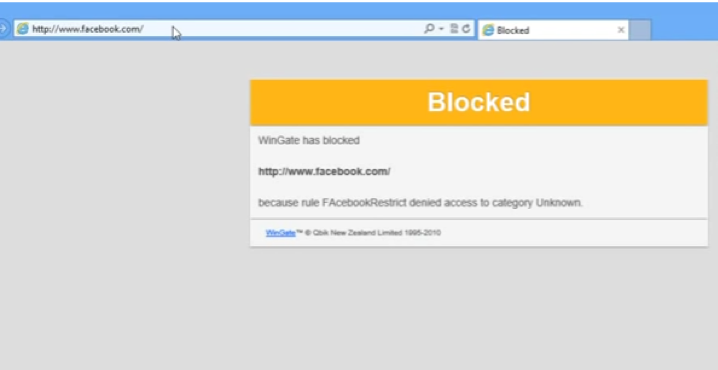 http://www.facebook.com/
Blocked
Blocked
WinGate has blocked
http://www.facebook.com/
because rule FAcebookRestrict denied access to category Unknown.
WinGate™ © Qbik New Zealand Limited 1995-2010